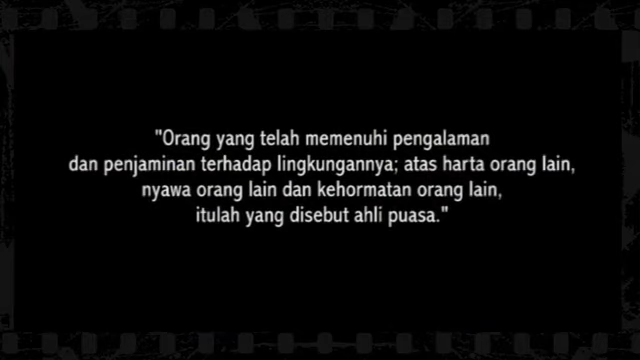 "Orang yang telah memenuhi pengalaman
dan penjaminan terhadap lingkungannya; atas harta orang lain,
nyawa orang lain dan kehormatan orang lain,
itulah yang disebut ahli puasa."